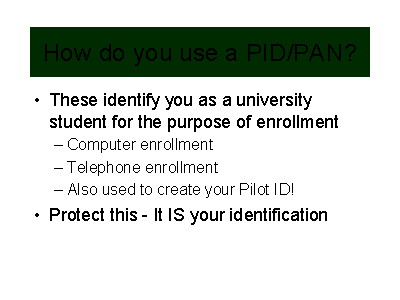 How do you use a PID/PAN?
• These identify you as a university
student for the purpose of enrollment
– Computer enrollment
– Telephone enrollment
– Also used to create your Pilot ID!
• Protect this - It IS your identification